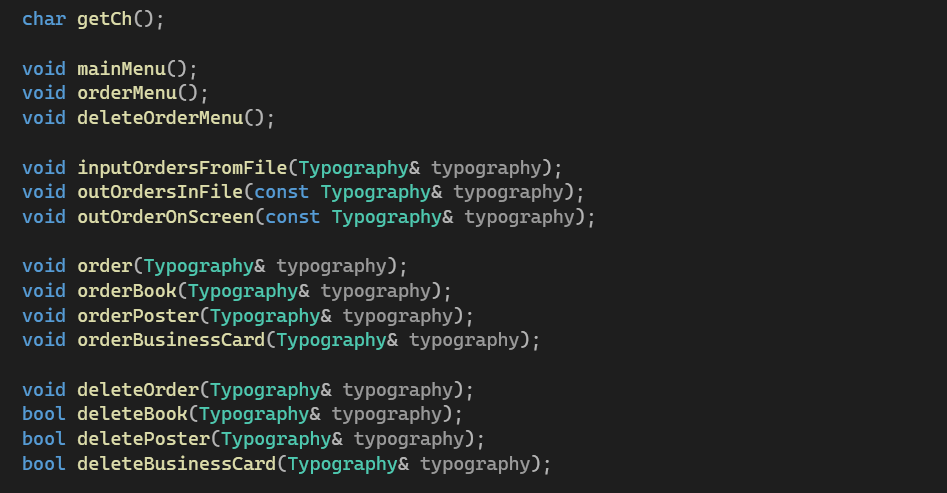 char getCh();
void mainMenu();
void orderMenu();
void deleteOrderMenu();
void inputOrdersFromFile(Typography& typography);
void outOrdersInFile(const Typography& typography);
void outOrderOnScreen(const Typography& typography);
void order(Typography& typography);
void orderBook(Typography& typography);
void orderPoster(Typography& typography);
void orderBusinessCard(Typography& typography);
void deleteOrder(Typography& typography);
bool deleteBook(Typography& typography);
bool deletePoster(Typography& typography);
bool deleteBusinessCard(Typography& typography);